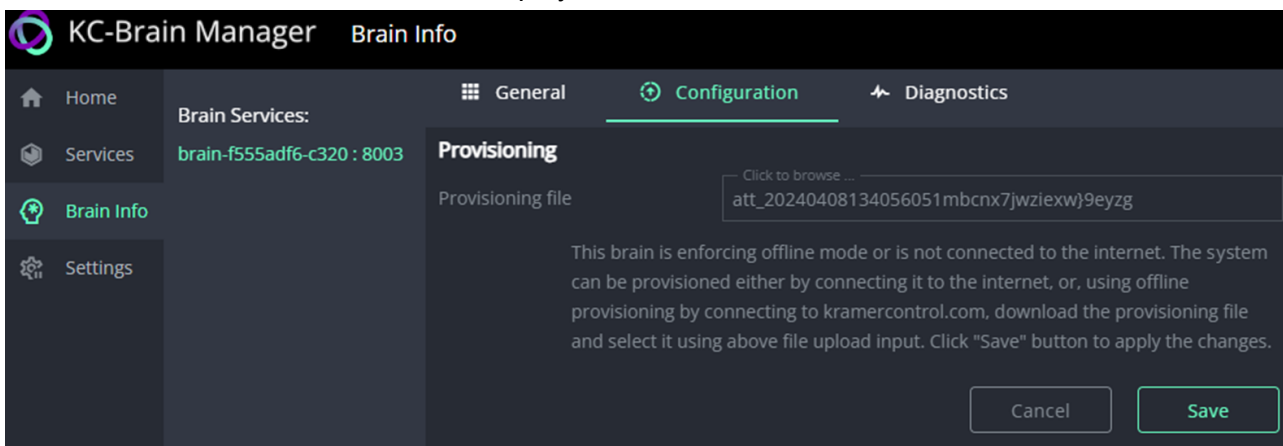 KC-Brain Manager Brain Info
Home
Services
Brain Info
Settings
Brain Services:
brain-f555adf6-c320 : 8003
General Configuration Diagnostics
Provisioning
Provisioning file
Click to browse ...
att_20240408134056051mbcnx7jwziexw}9eyzg
This brain is enforcing offline mode or is not connected to the internet. The system
can be provisioned either by connecting it to the internet, or, using offline
provisioning by connecting to kramercontrol.com, download the provisioning file
and select it using above file upload input. Click "Save" button to apply the changes.
Cancel Save